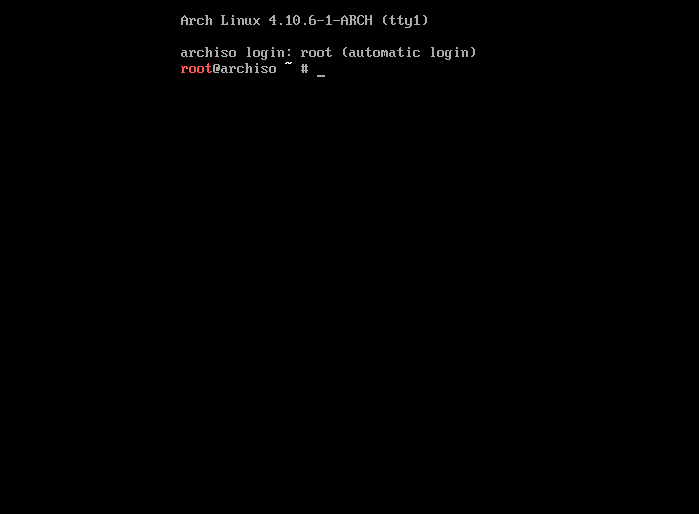 Arch Linux 4.10.6-1-ARCH (tty1)
archiso login: root (automatic login)
root@archiso ~ # _